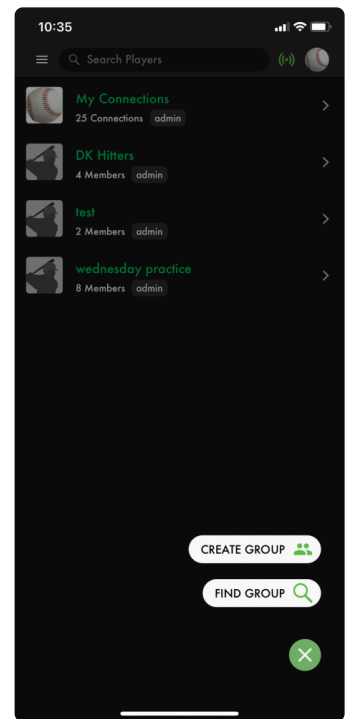 10:35
Search Players
My Connections
25 Connections admin
DK Hitters
4 Members admin
test
2 Members admin
wednesday practice
8 Members admin
CREATE GROUP
FIND GROUP